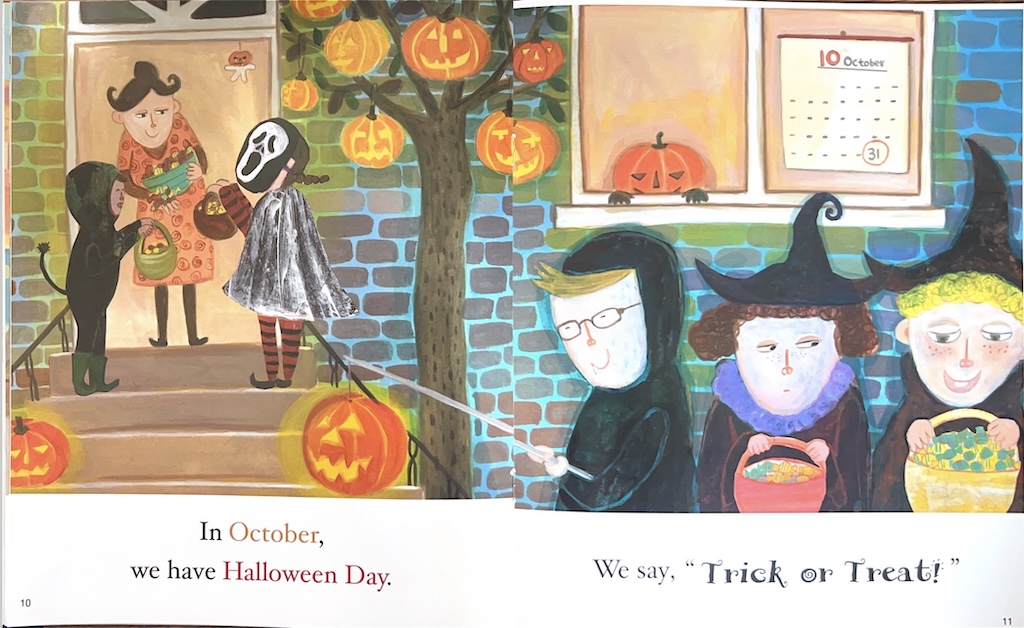 In October,
we have Halloween Day.
10
10 October
31
We say, “Trick or Treat!”
11